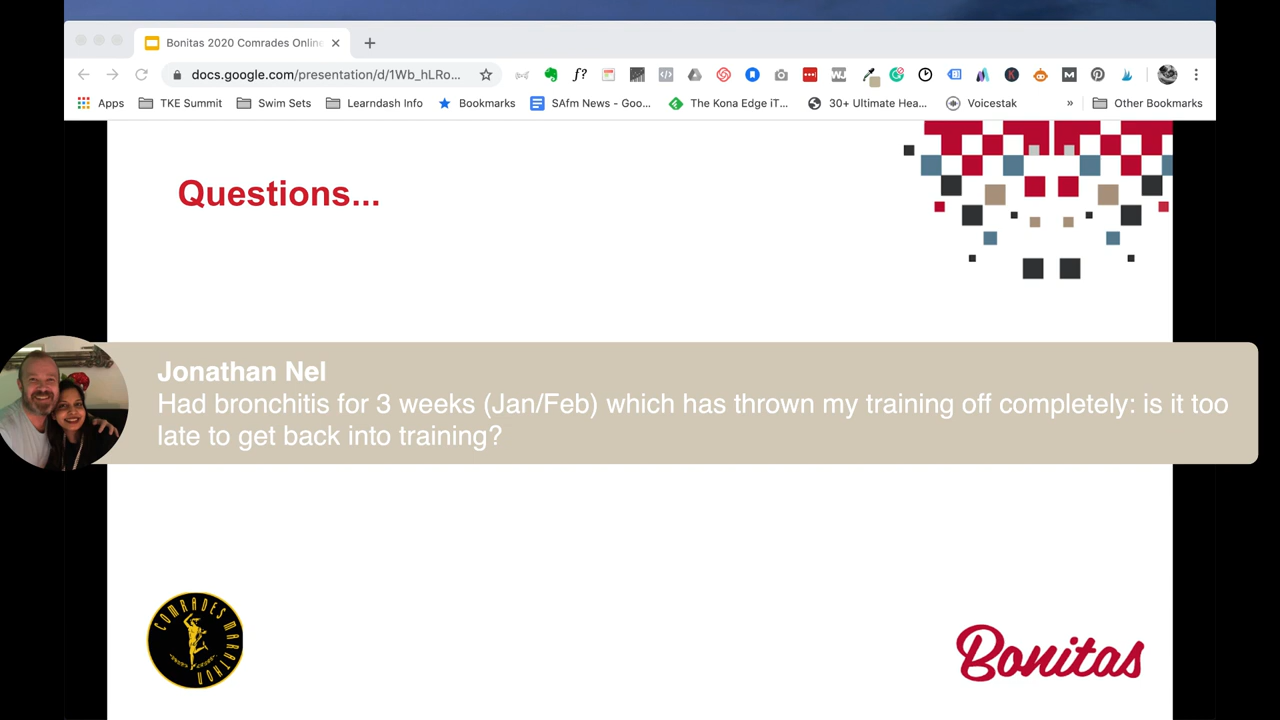 Bonitas 2020 Comrades Online
docs.google.com/presentation/d/1Wb_hLRo...
Apps TKE Summit Swim Sets Learndash Info Bookmarks SAfm News - Goo... The Kona Edge iT... 30+ Ultimate Hea... Voicestak » Other Bookmarks
Questions...
Jonathan Nel
Had bronchitis for 3 weeks (Jan/Feb) which has thrown my training off completely: is it too
late to get back into training?
COMRADES MARATHON
Bonitas